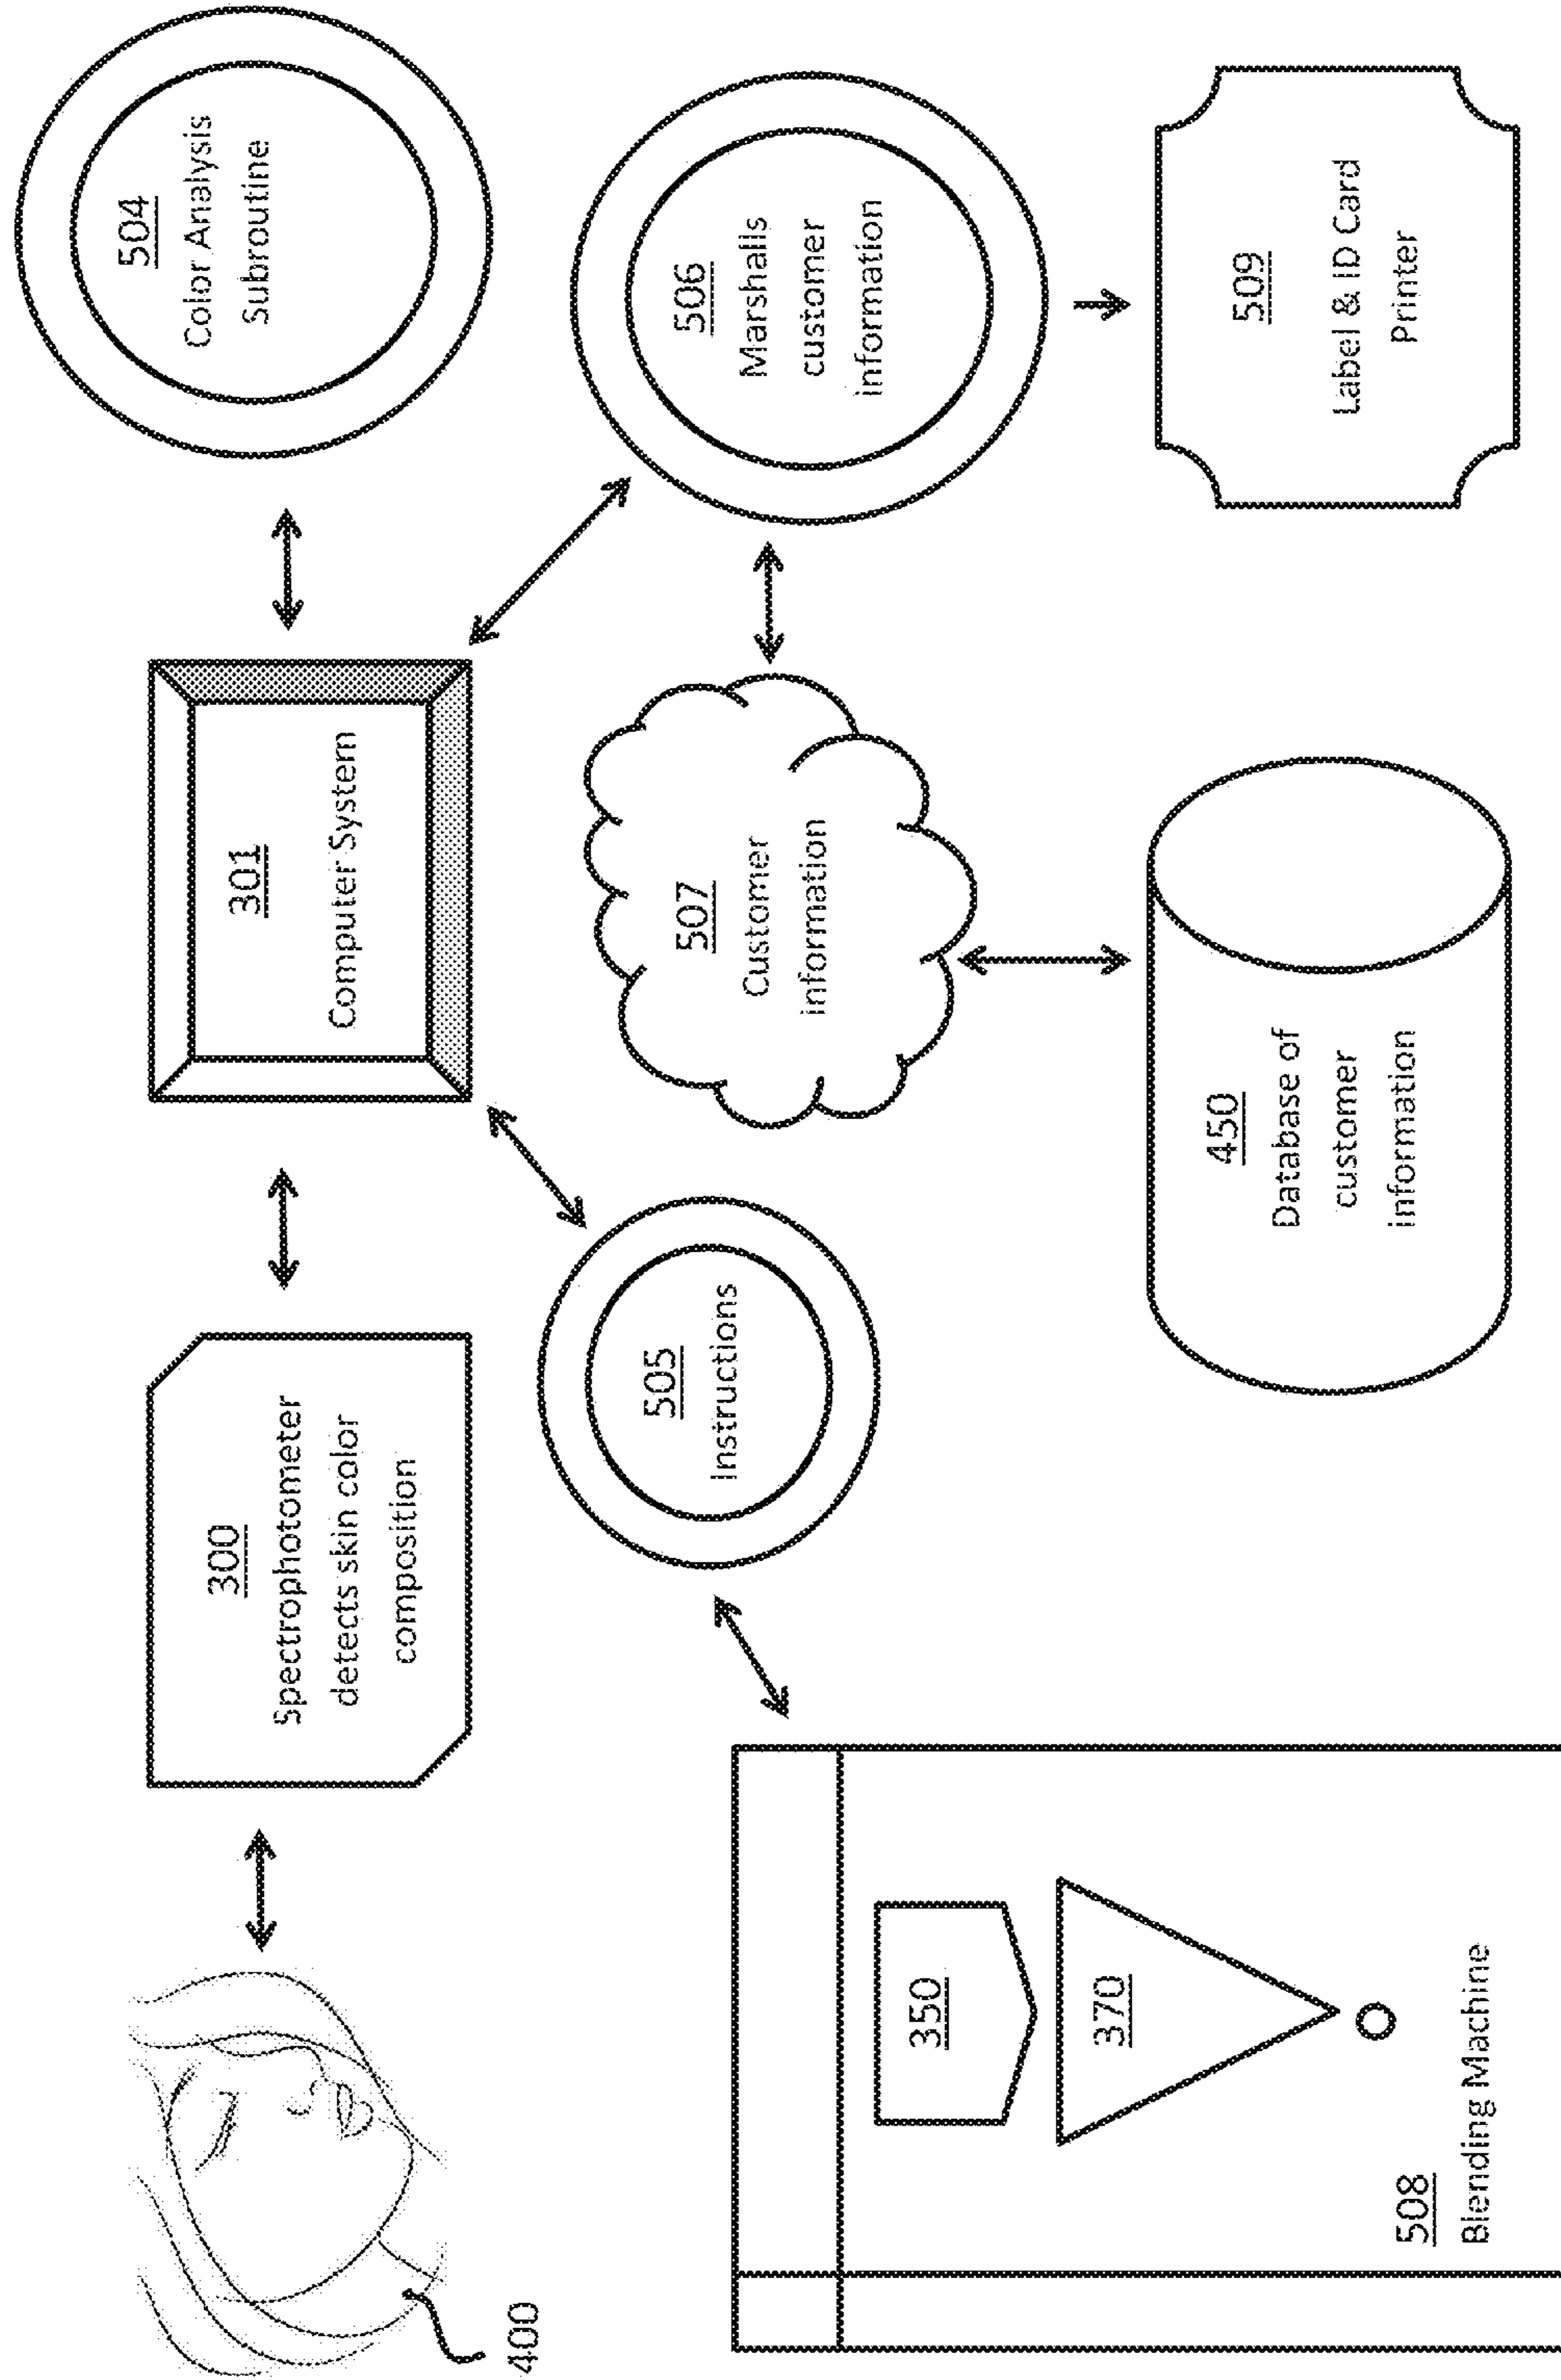 400
300
Spectrophotometer
detects skin color
composition
301
Computer System
504
Color Analysis
Subroutine
505
Instructions
507
Customer
information
506
Marshalls
customer
information
508
Blending Machine
350
370
450
Database of
customer
information
509
Label & ID Card
Printer